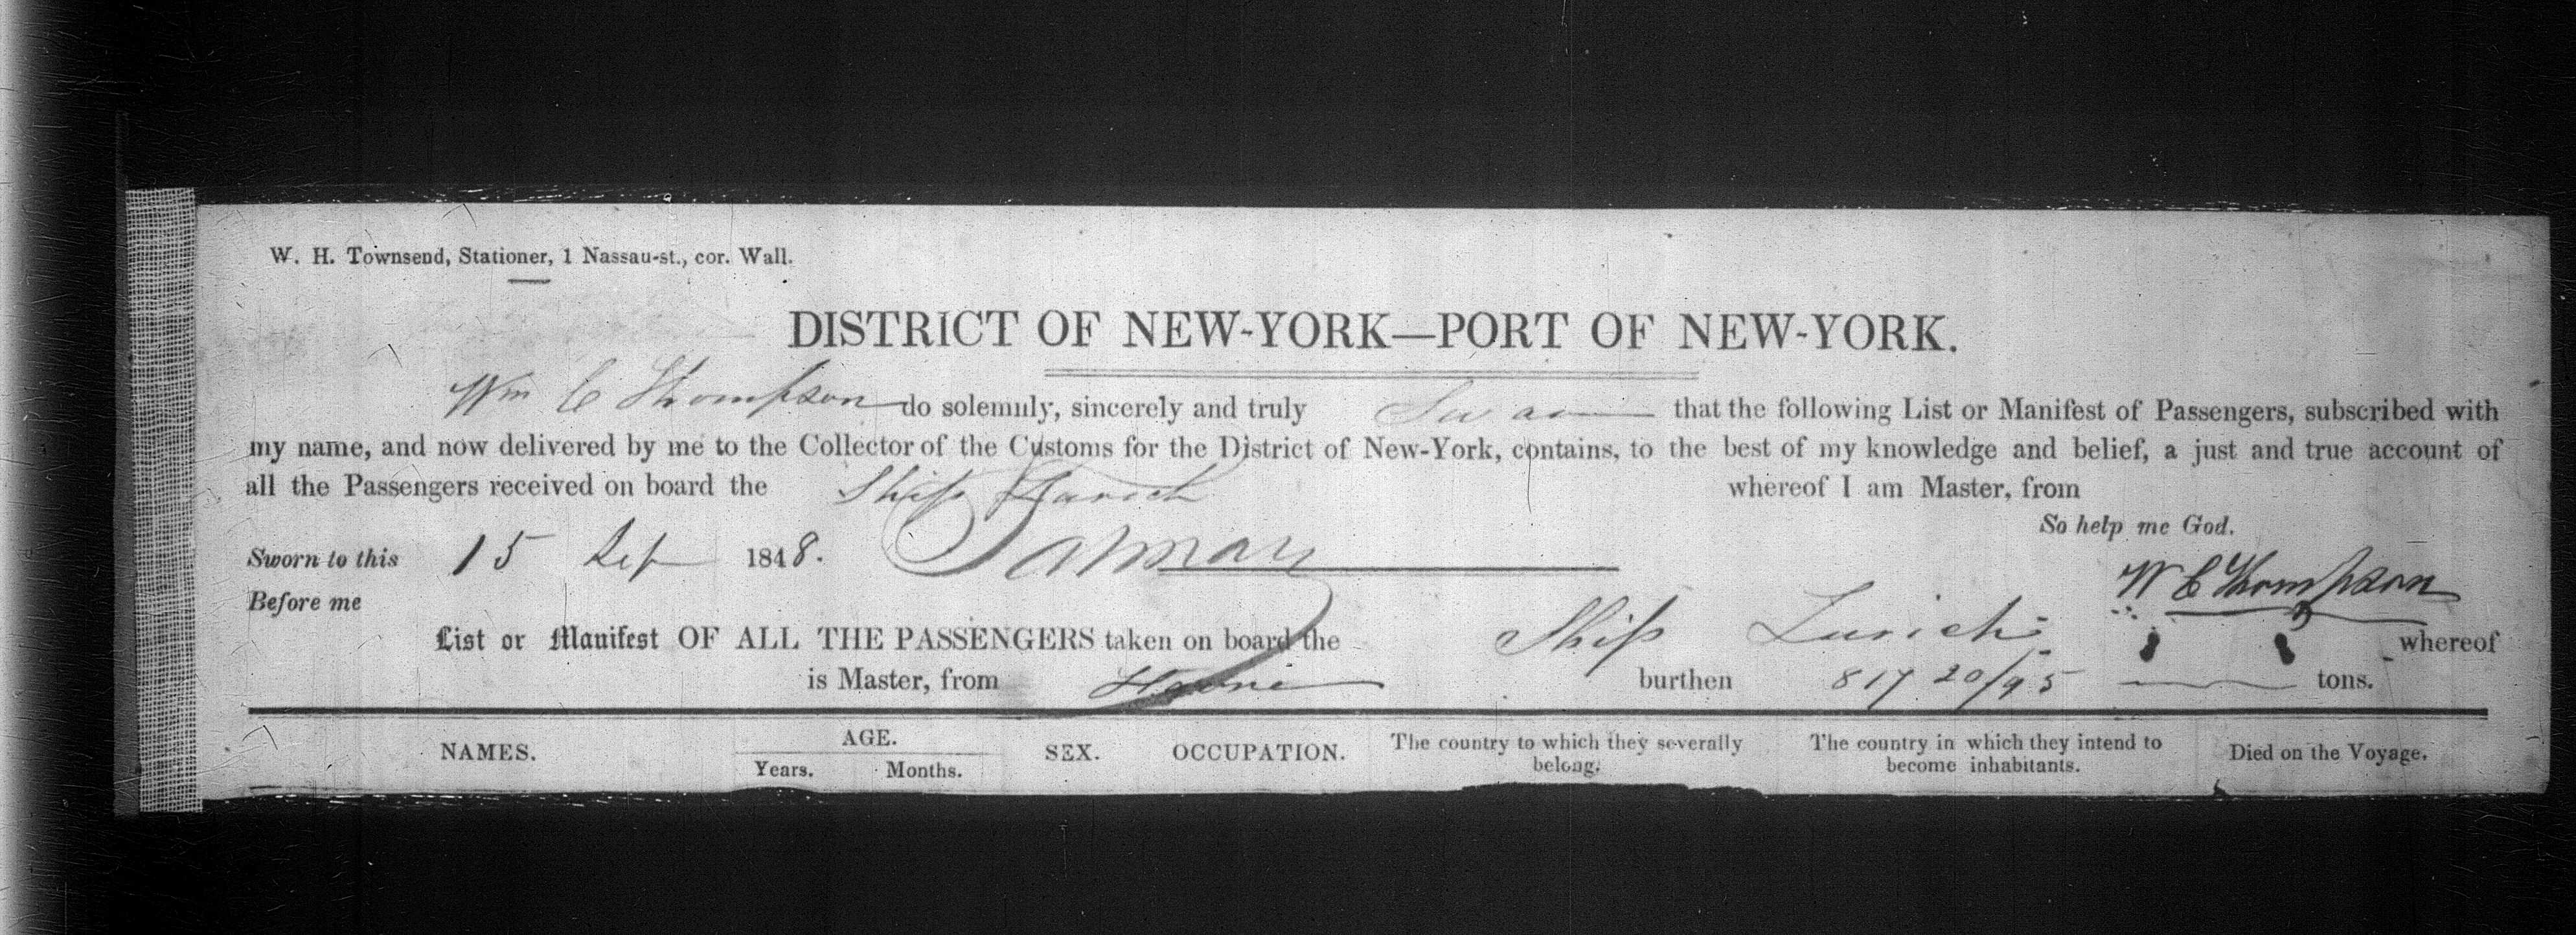 W. H. Townsend, Stationer, 1 Nassau-st., cor. Wall.
DISTRICT OF NEW-YORK—PORT OF NEW-YORK.
Wm C Thompson do solemnly, sincerely and truly Swear that the following List or Manifest of Passengers, subscribed with
my name, and now delivered by me to the Collector of the Customs for the District of New-York, contains, to the best of my knowledge and belief, a just and true account of
all the Passengers received on board the Ship Zurich whereof I am Master, from
So help me God.
Sworn to this 15 Sep 1848.
W C Thompson
Before me
List or Manifest OF ALL THE PASSENGERS taken on board the Ship Zurich whereof
is Master, from Havre burthen 817 20/95 tons.
NAMES. AGE. SEX. OCCUPATION. The country to which they severally belong. The country in which they intend to become inhabitants. Died on the Voyage.
Years. Months.